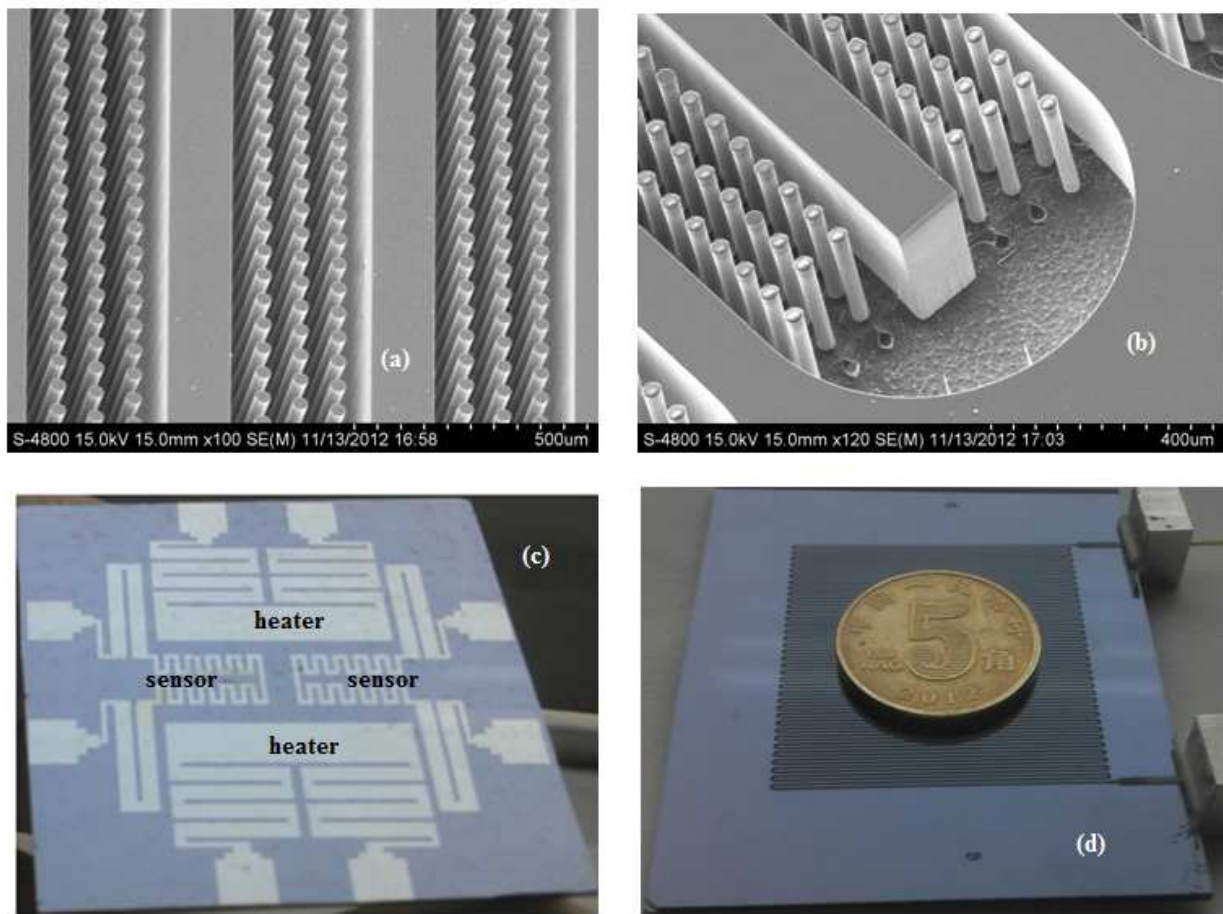 (a)
S-4800 15.0kV 15.0mm x100 SE(M) 11/13/2012 16:58
500um
(b)
S-4800 15.0kV 15.0mm x120 SE(M) 11/13/2012 17:03
400um
(c)
heater
sensor
sensor
heater
5
角
JIAO
2012
(d)